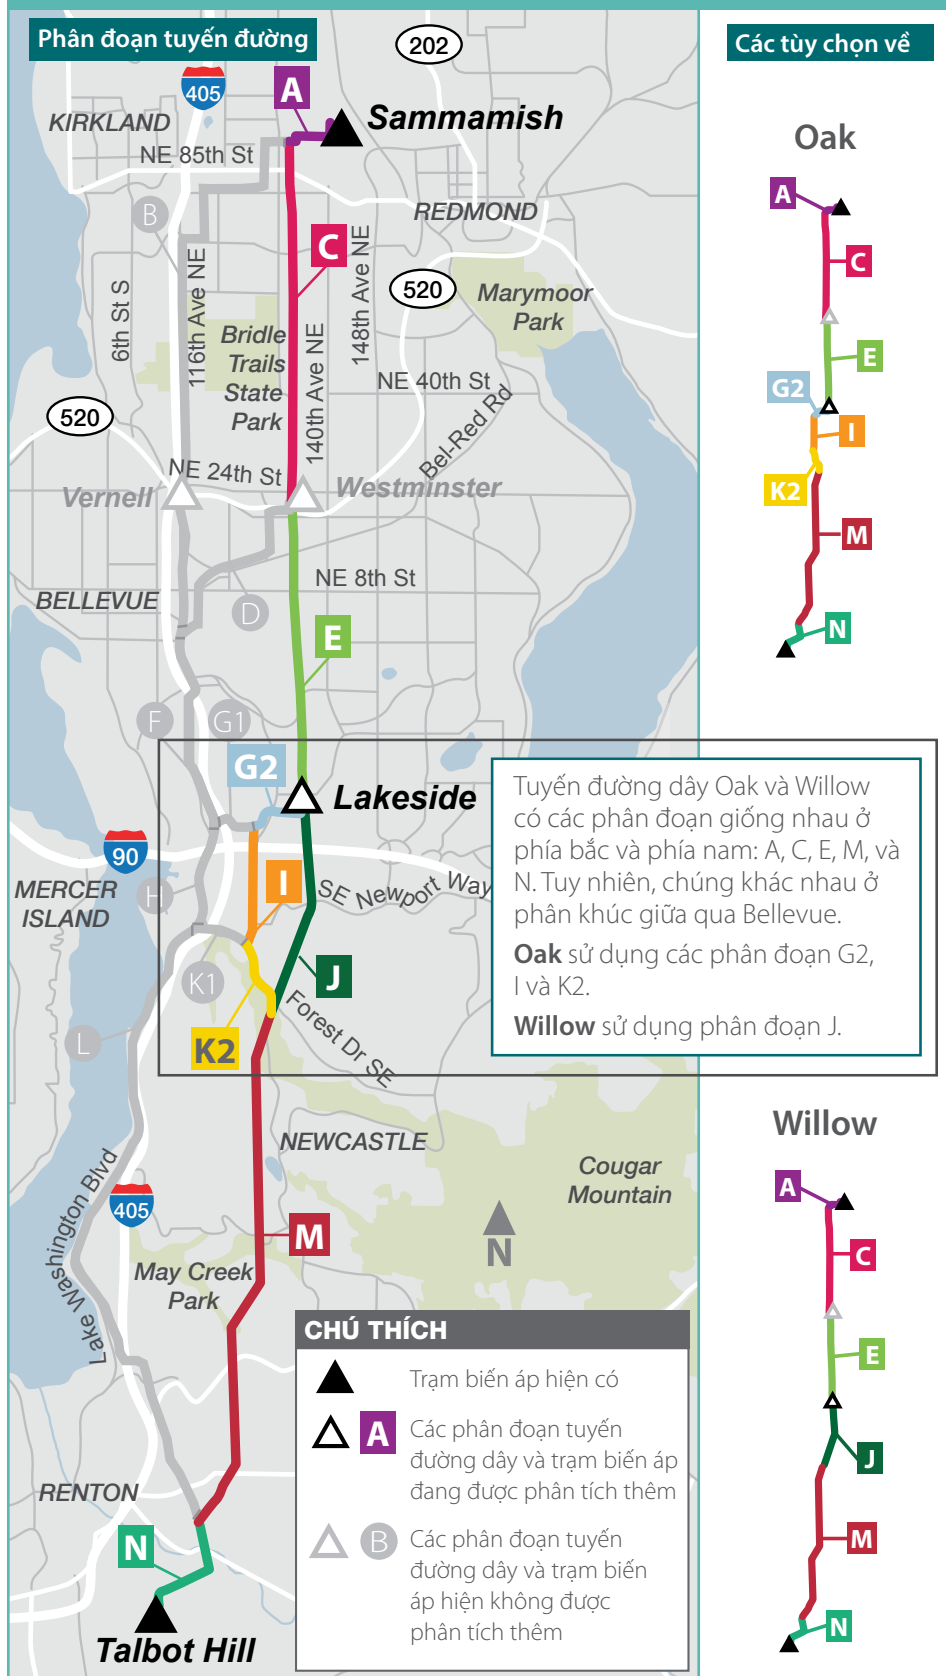 Phân đoạn tuyến đường
Các tùy chọn về
202
405
A
Sammamish
KIRKLAND
NE 85th St
B
REDMOND
C
520
Marymoor
Park
6th St S
116th Ave NE
Bridle
Trails
State
Park
140th Ave NE
148th Ave NE
NE 40th St
520
Bel-Red Rd
NE 24th St
Vernell
Westminster
NE 8th St
BELLEVUE
D
E
F
G1
G2
Lakeside
90
MERCER
ISLAND
H
I
SE Newport Way
K1
J
L
K2
Forest Dr SE
NEWCASTLE
Cougar
Mountain
Lake Washington Blvd
405
M
N
May Creek
Park
RENTON
N
Talbot Hill
Tuyến đường dây Oak và Willow
có các phân đoạn giống nhau ở
phía bắc và phía nam: A, C, E, M, và
N. Tuy nhiên, chúng khác nhau ở
phân khúc giữa qua Bellevue.
Oak sử dụng các phân đoạn G2,
I và K2.
Willow sử dụng phân đoạn J.
CHÚ THÍCH
Trạm biến áp hiện có
A
Các phân đoạn tuyến
đường dây và trạm biến áp
đang được phân tích thêm
B
Các phân đoạn tuyến
đường dây và trạm biến
áp hiện không được
phân tích thêm
Oak
A
C
E
G2
I
K2
M
N
Willow
A
C
E
J
M
N